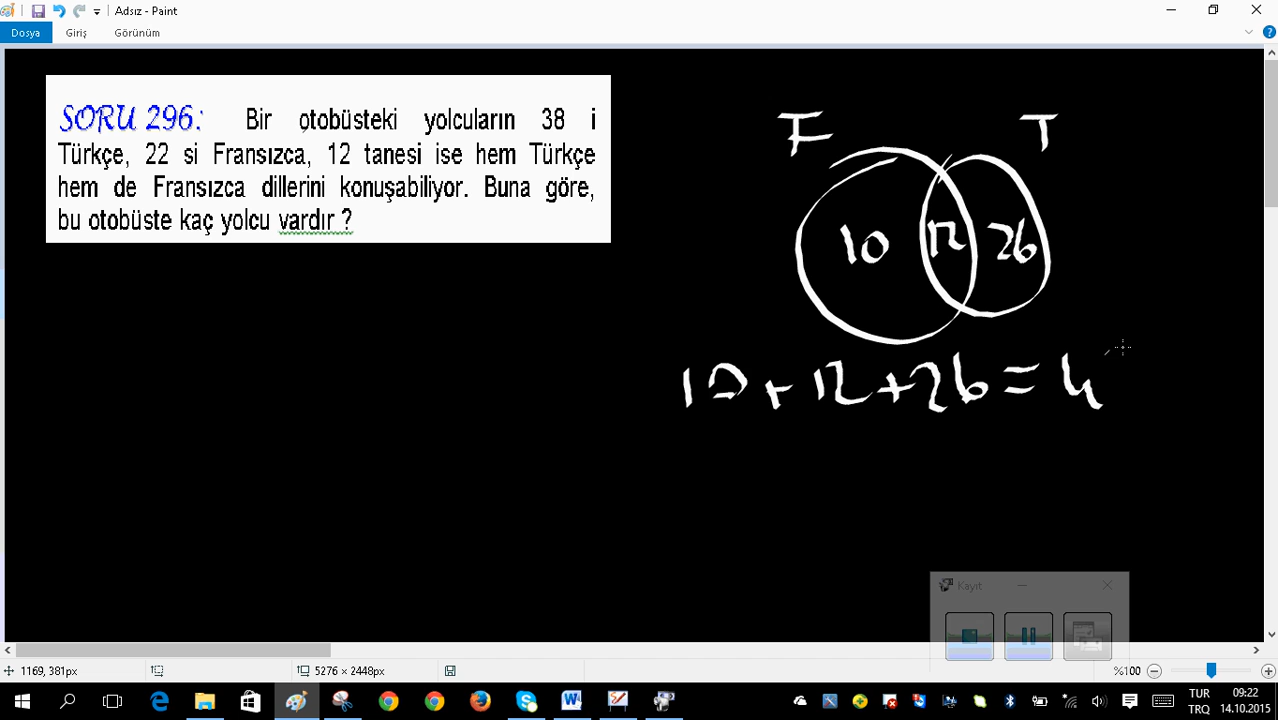 Adsız - Paint
Dosya Giriş Görünüm
SORU 296: Bir otobüsteki yolcuların 38 i
Türkçe, 22 si Fransızca, 12 tanesi ise hem Türkçe
hem de Fransızca dillerini konuşabiliyor. Buna göre,
bu otobüste kaç yolcu vardır ?
F T
10 12 26
10+12+26=4
Kayıt
1169, 381px 5276 × 2448px %100
TUR 09:22
TRQ 14.10.2015